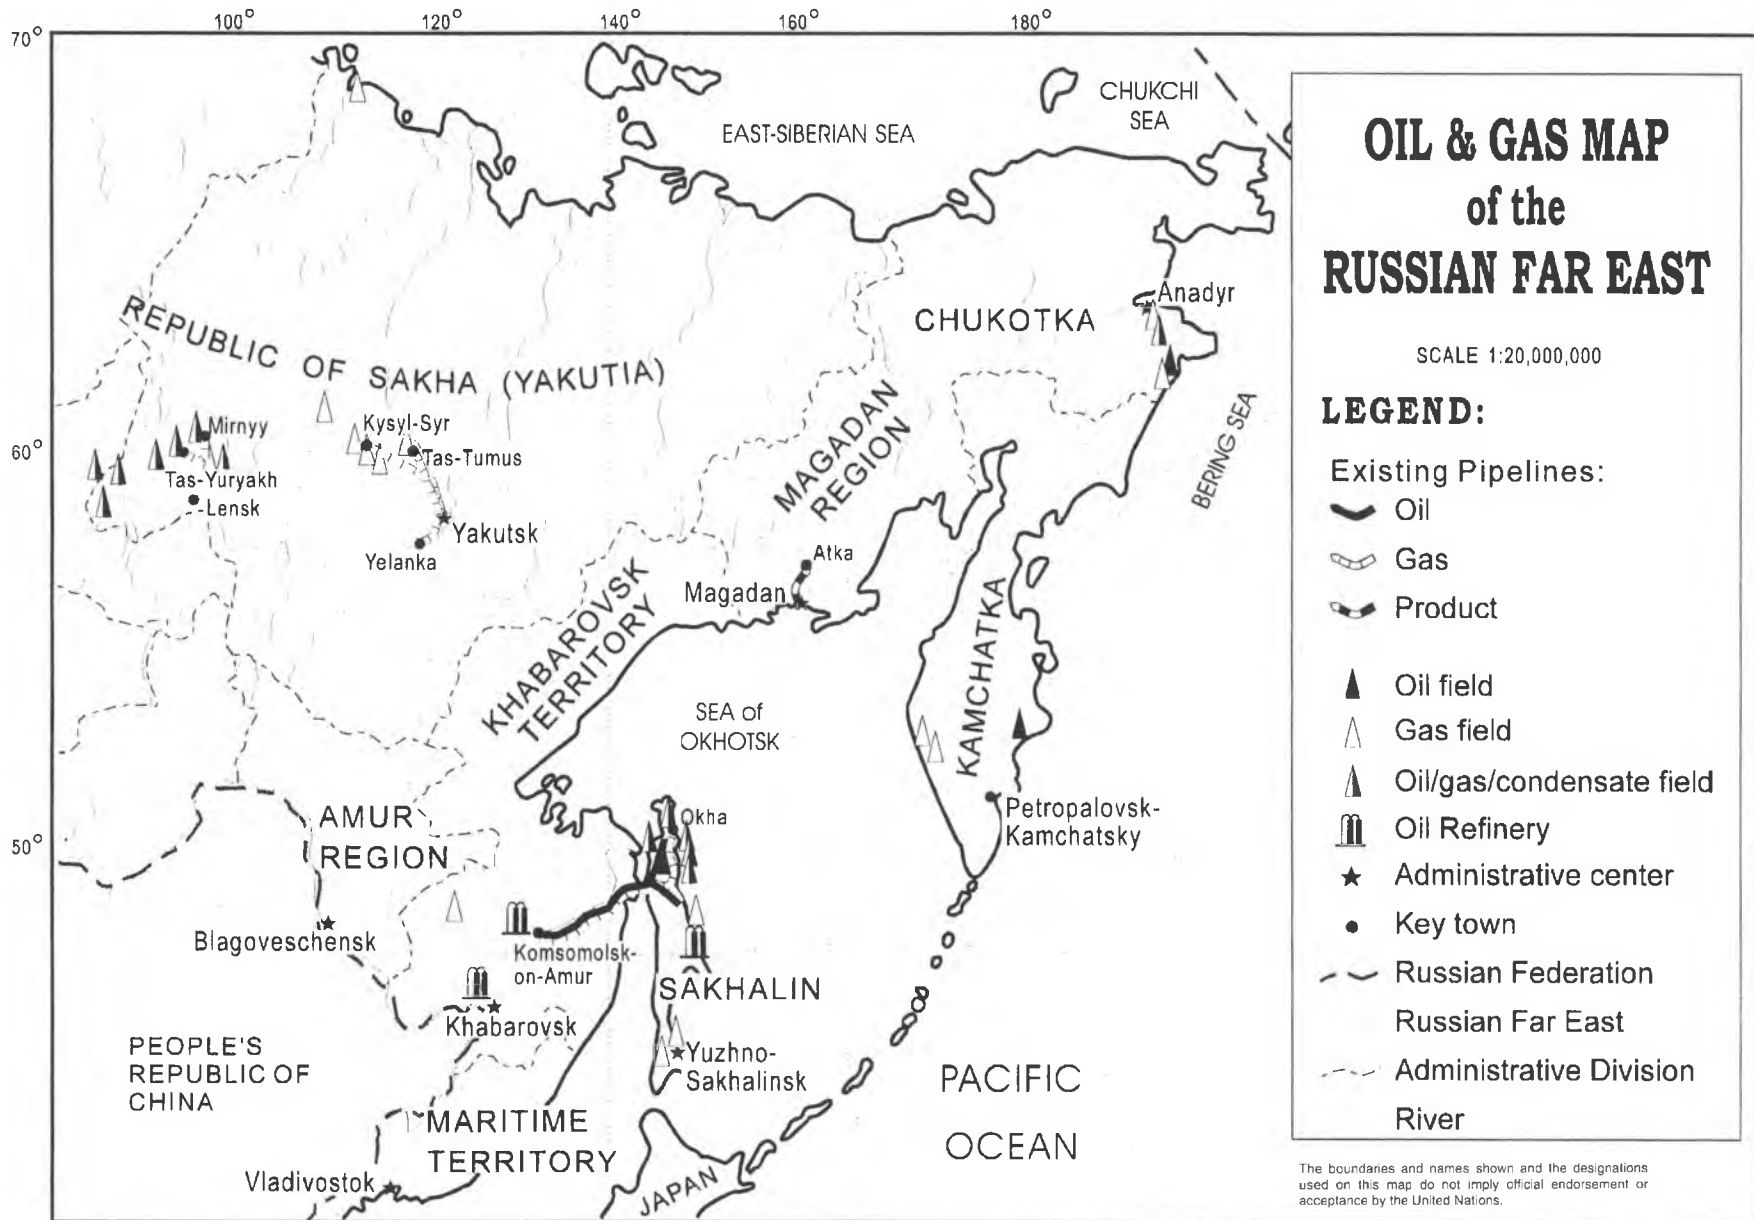 100° 120° 140° 160° 180°
70°
60°
50°
CHUKCHI
SEA
EAST-SIBERIAN SEA
Anadyr
CHUKOTKA
REPUBLIC OF SAKHA (YAKUTIA)
MAGADAN
REGION
BERING SEA
Mirnyy
Kysyl-Syr
Tas-Tumus
Tas-Yuryakh
Lensk
Yakutsk
Yelanka
Atka
Magadan
KHABAROVSK
TERRITORY
KAMCHATKA
SEA of
OKHOTSK
Petropalovsk-
Kamchatsky
AMUR
REGION
Okha
Blagoveschensk
Komsomolsk-
on-Amur
SAKHALIN
Khabarovsk
Yuzhno-
Sakhalinsk
PEOPLE'S
REPUBLIC OF
CHINA
PACIFIC
OCEAN
MARITIME
TERRITORY
Vladivostok
JAPAN
OIL & GAS MAP
of the
RUSSIAN FAR EAST
SCALE 1:20,000,000
LEGEND:
Existing Pipelines:
Oil
Gas
Product
Oil field
Gas field
Oil/gas/condensate field
Oil Refinery
Administrative center
Key town
Russian Federation
Russian Far East
Administrative Division
River
The boundaries and names shown and the designations
used on this map do not imply official endorsement or
acceptance by the United Nations.